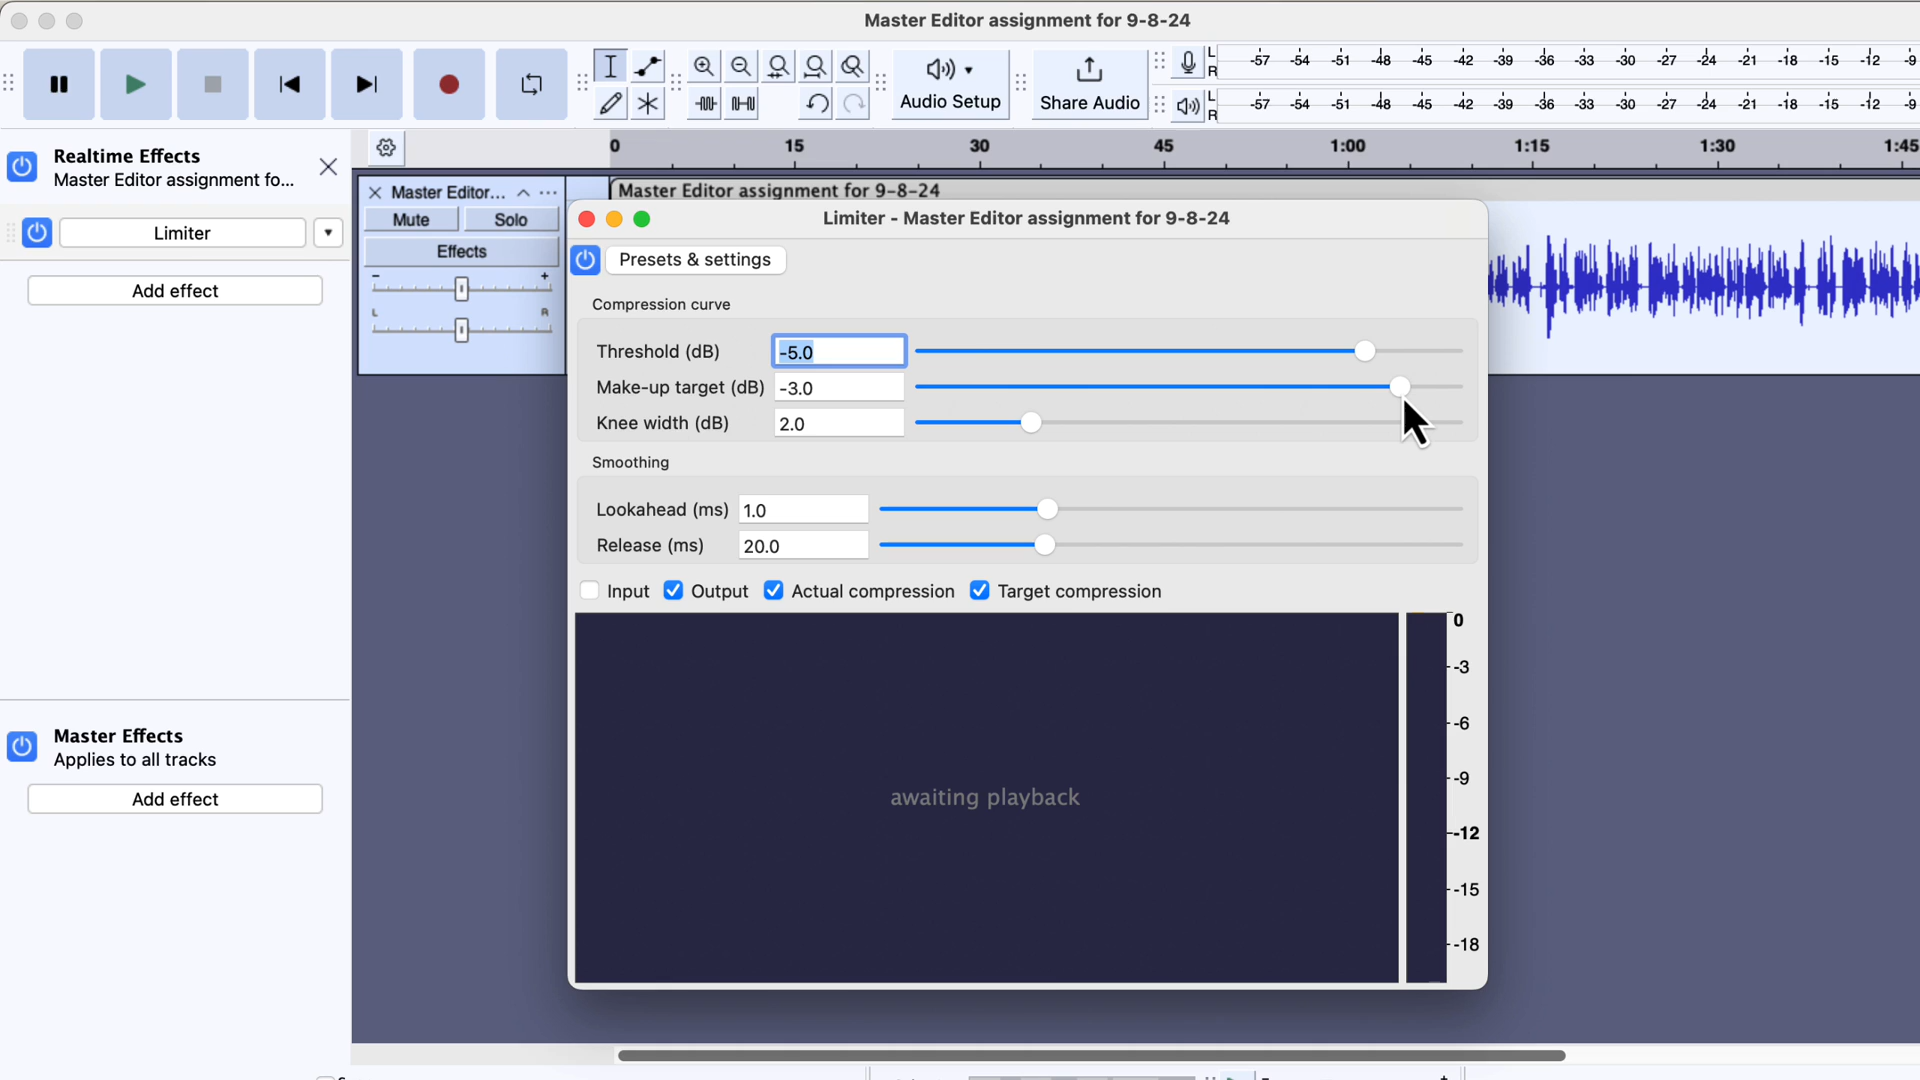 Master Editor assignment for 9-8-24
Audio Setup
Share Audio
L
R
-57 -54 -51 -48 -45 -42 -39 -36 -33 -30 -27 -24 -21 -18 -15 -12 -9
L
R
-57 -54 -51 -48 -45 -42 -39 -36 -33 -30 -27 -24 -21 -18 -15 -12 -9
Realtime Effects
Master Editor assignment fo...
0 15 30 45 1:00 1:15 1:30 1:45
Master Editor...
Master Editor assignment for 9-8-24
Mute Solo
Effects
- +
L R
Limiter
Add effect
Limiter - Master Editor assignment for 9-8-24
Presets & settings
Compression curve
Threshold (dB) -5.0
Make-up target (dB) -3.0
Knee width (dB) 2.0
Smoothing
Lookahead (ms) 1.0
Release (ms) 20.0
Input Output Actual compression Target compression
awaiting playback
0
-3
-6
-9
-12
-15
-18
Master Effects
Applies to all tracks
Add effect